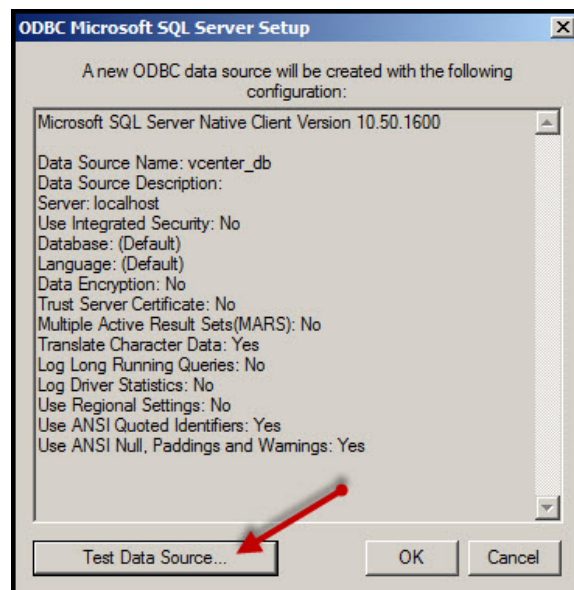 ODBC Microsoft SQL Server Setup
A new ODBC data source will be created with the following
configuration:
Microsoft SQL Server Native Client Version 10.50.1600
Data Source Name: vcenter_db
Data Source Description:
Server: localhost
Use Integrated Security: No
Database: (Default)
Language: (Default)
Data Encryption: No
Trust Server Certificate: No
Multiple Active Result Sets(MARS): No
Translate Character Data: Yes
Log Long Running Queries: No
Log Driver Statistics: No
Use Regional Settings: No
Use ANSI Quoted Identifiers: Yes
Use ANSI Null, Paddings and Warnings: Yes
Test Data Source... OK Cancel